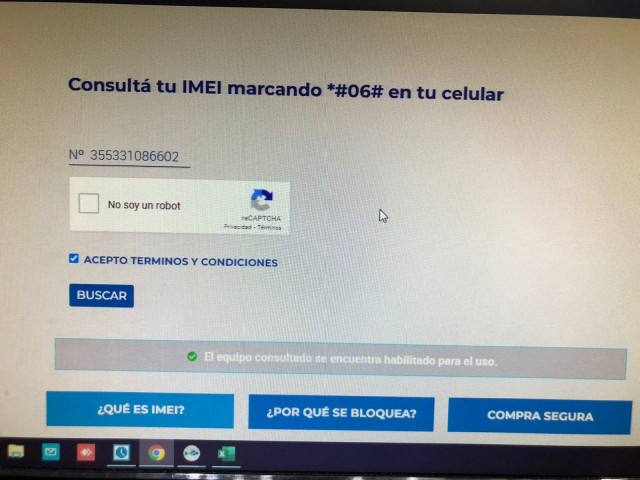 Consultá tu IMEI marcando *#06# en tu celular
Nº 355331086602
No soy un robot
reCAPTCHA
Privacidad - Términos
ACEPTO TERMINOS Y CONDICIONES
BUSCAR
El equipo consultado se encuentra habilitado para el uso.
¿QUÉ ES IMEI?
¿POR QUÉ SE BLOQUEA?
COMPRA SEGURA